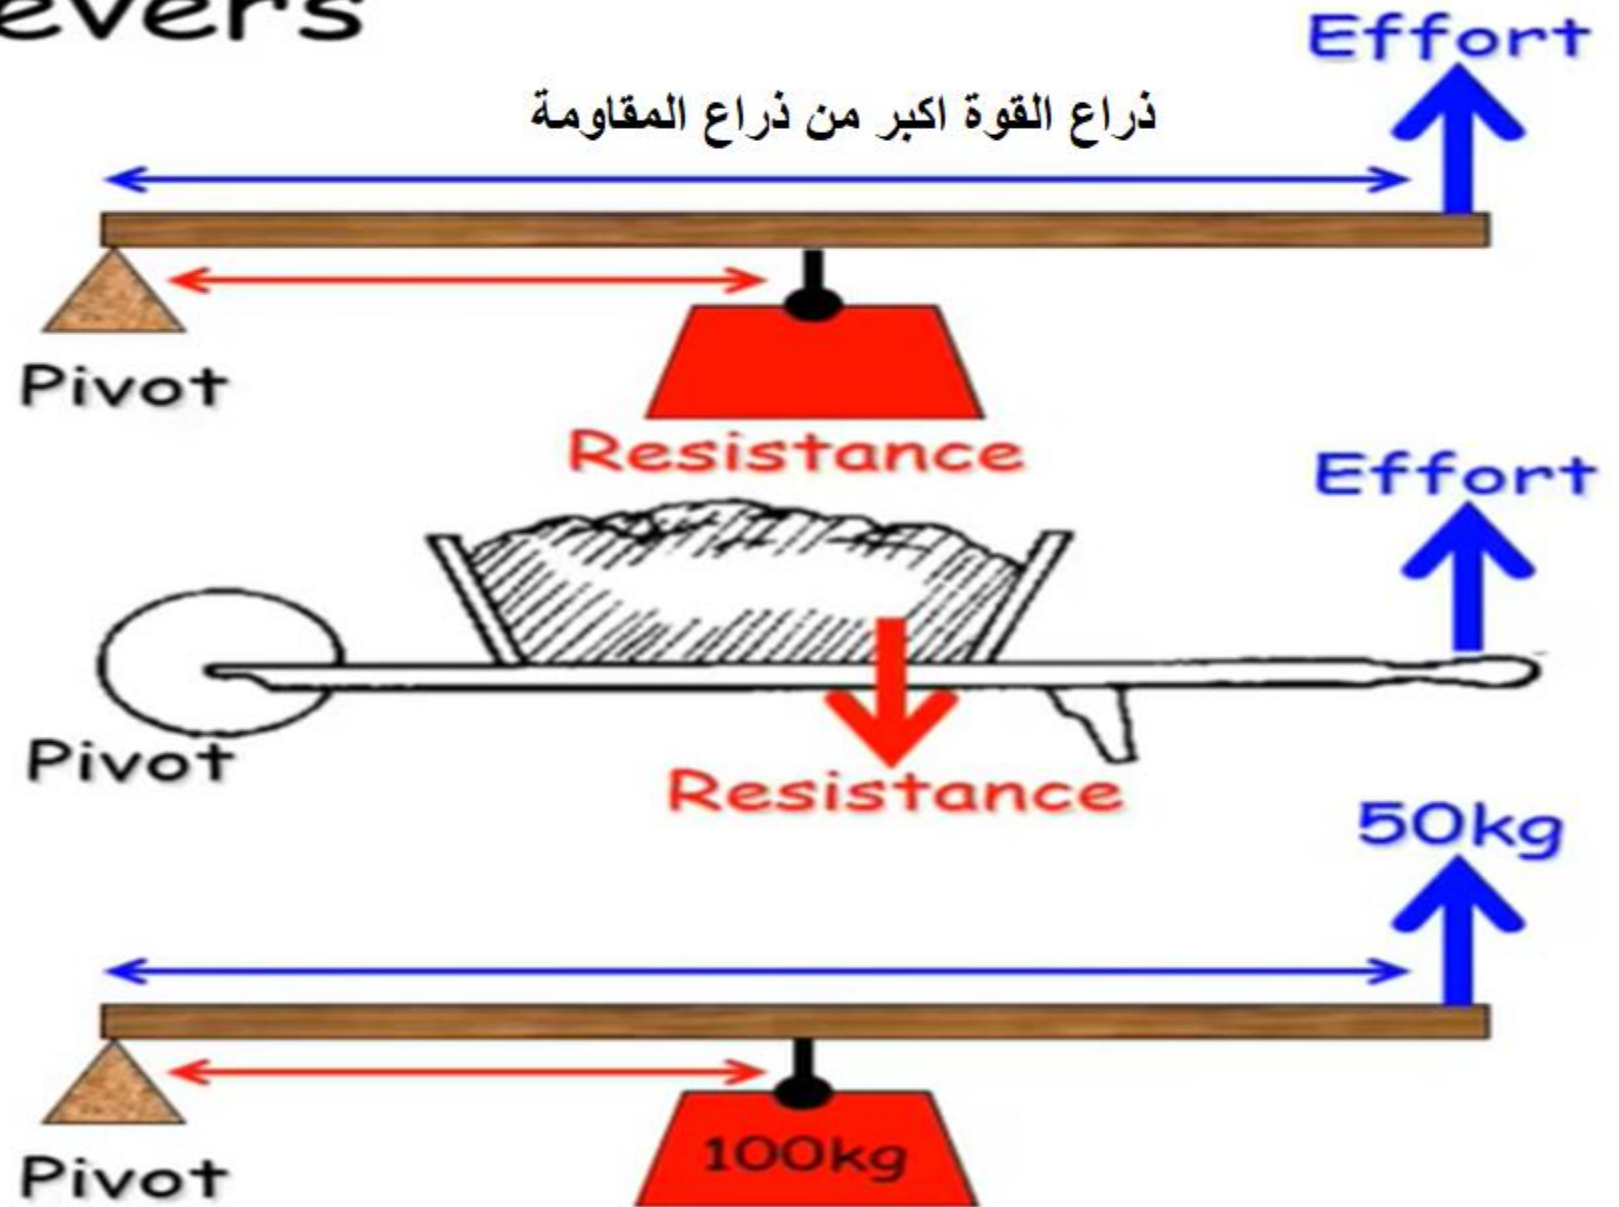 evers
Effort
ذراع القوة اكبر من ذراع المقاومة
Pivot
Resistance
Effort
Pivot
Resistance
50kg
100kg
Pivot